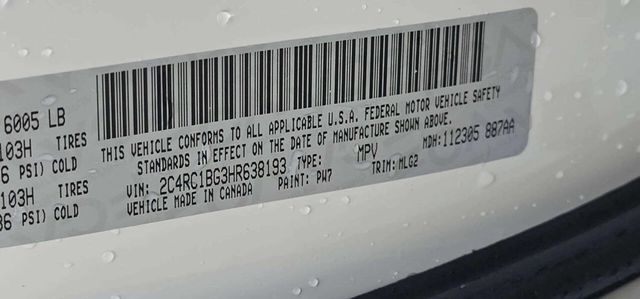 6005 LB
103H TIRES
6 PSI) COLD
103H TIRES
36 PSI) COLD
THIS VEHICLE CONFORMS TO ALL APPLICABLE U.S.A. FEDERAL MOTOR VEHICLE SAFETY
STANDARDS IN EFFECT ON THE DATE OF MANUFACTURE SHOWN ABOVE.
MDH: 112305 887AA
VIN: 2C4RC1BG3HR638193 TYPE: MPV
VEHICLE MADE IN CANADA PAINT: PW7 TRIM: MLG2